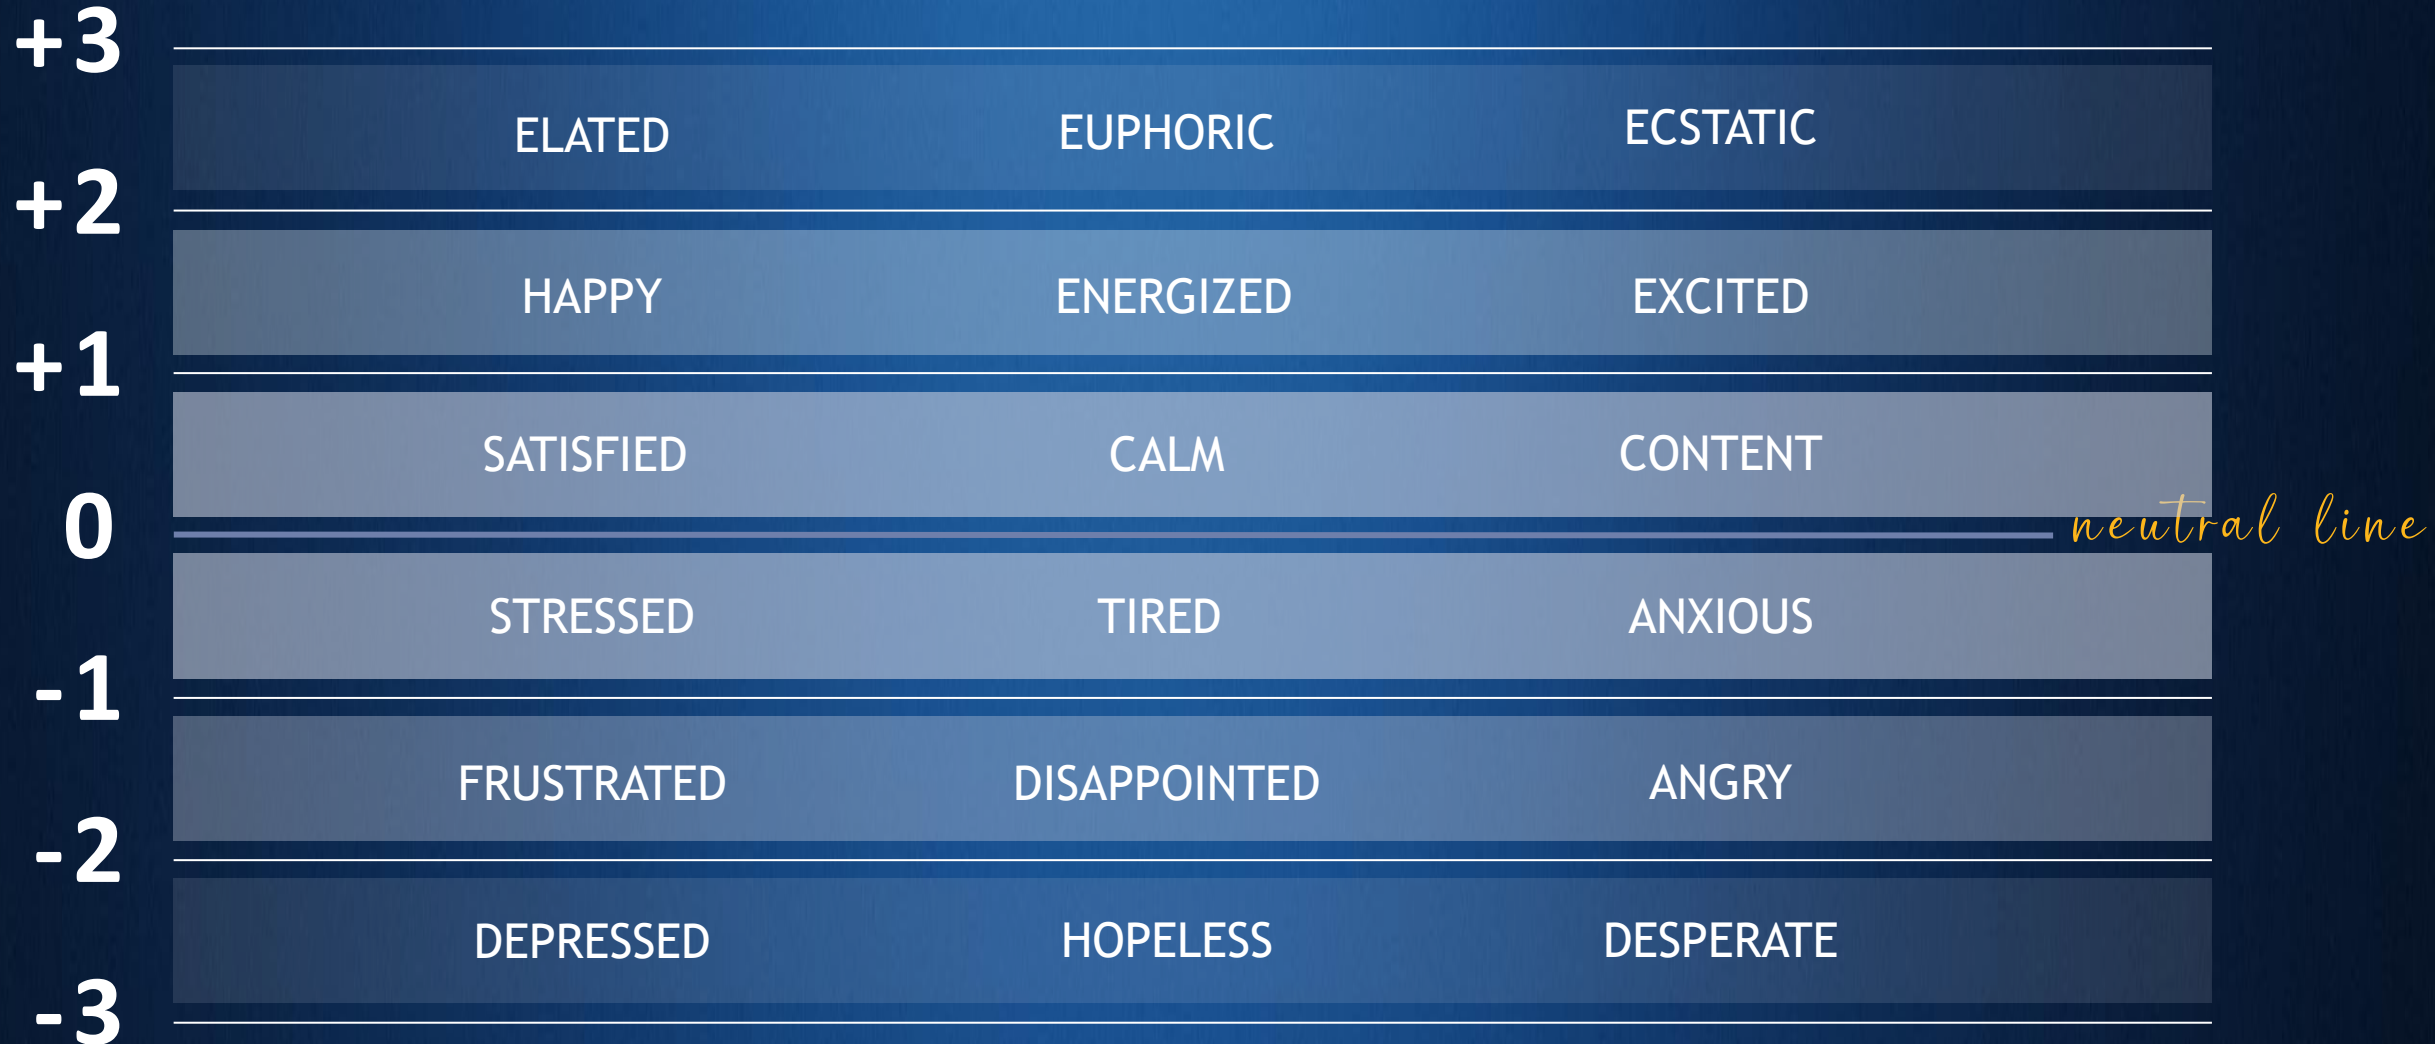 +3
ELATED EUPHORIC ECSTATIC
+2
HAPPY ENERGIZED EXCITED
+1
SATISFIED CALM CONTENT
0 neutral line
STRESSED TIRED ANXIOUS
-1
FRUSTRATED DISAPPOINTED ANGRY
-2
DEPRESSED HOPELESS DESPERATE
-3